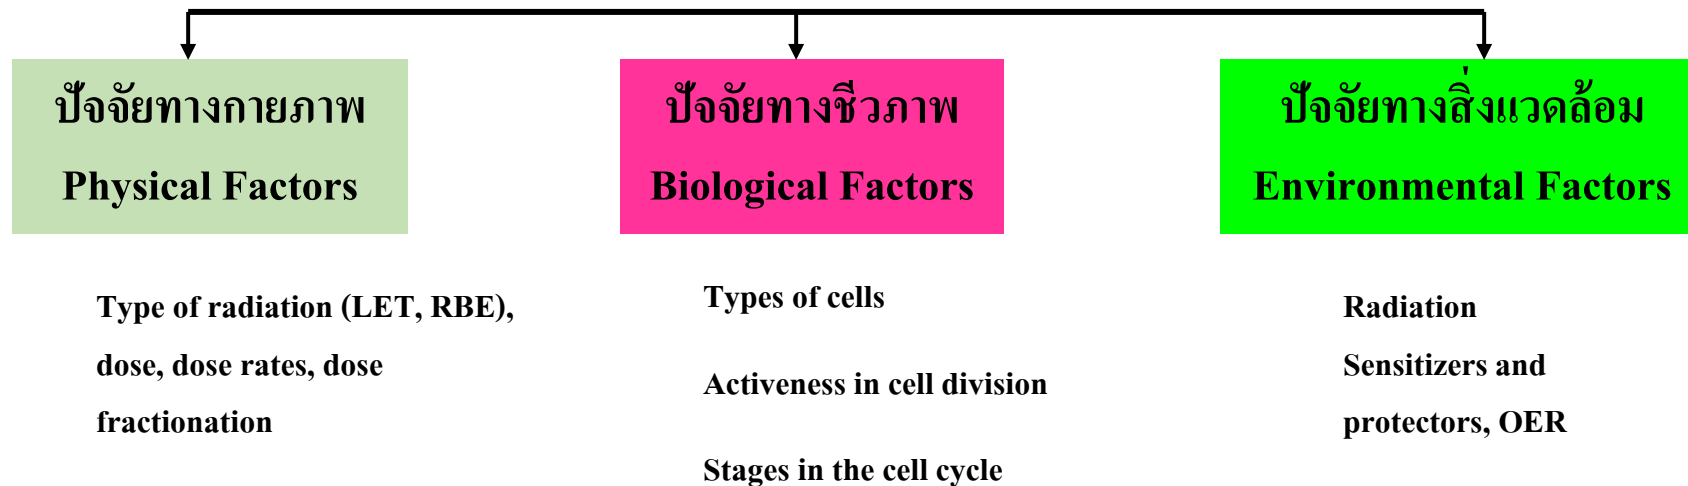 ปัจจัยทางกายภาพ
Physical Factors
Type of radiation (LET, RBE),
dose, dose rates, dose
fractionation
ปัจจัยทางชีวภาพ
Biological Factors
Types of cells
Activeness in cell division
Stages in the cell cycle
ปัจจัยทางสิ่งแวดล้อม
Environmental Factors
Radiation
Sensitizers and
protectors, OER